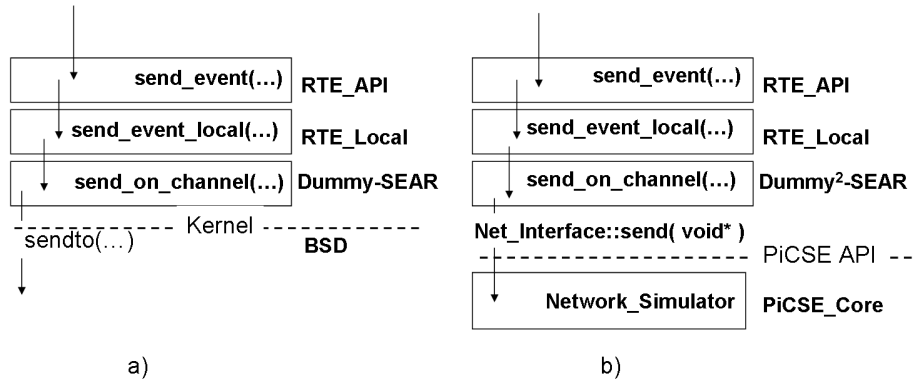 send_event(...) RTE_API
send_event_local(...) RTE_Local
send_on_channel(...) Dummy-SEAR
Kernel
sendto(...) BSD
a)
send_event(...) RTE_API
send_event_local(...) RTE_Local
send_on_channel(...) Dummy²-SEAR
Net_Interface::send( void* )
PiCSE API
Network_Simulator PiCSE_Core
b)